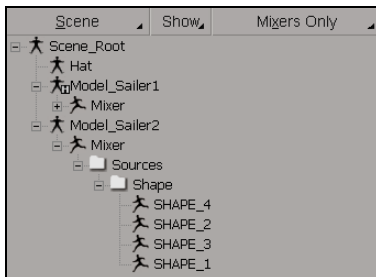 Scene Show Mixers Only
Scene_Root
Hat
Model_Sailer1
Mixer
Model_Sailer2
Mixer
Sources
Shape
SHAPE_4
SHAPE_2
SHAPE_3
SHAPE_1